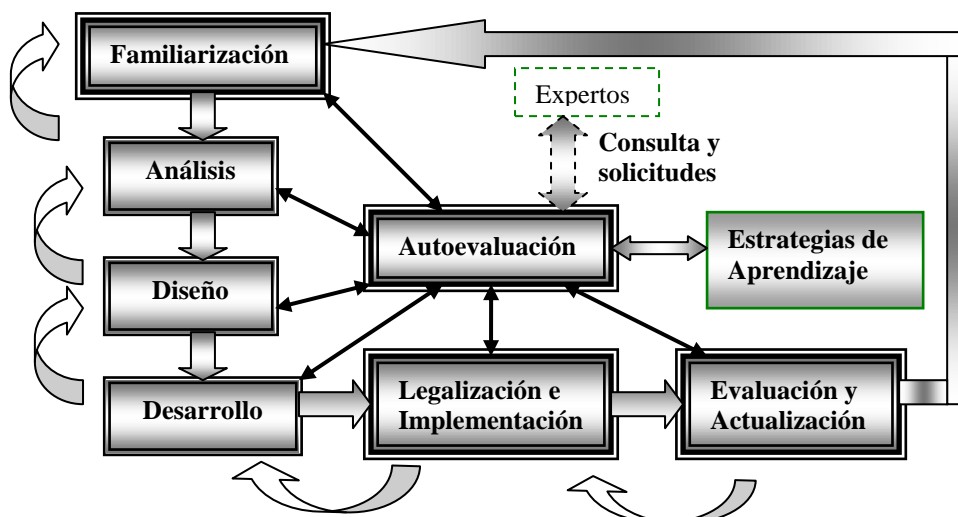 Familiarización
Expertos
Consulta y
solicitudes
Análisis
Autoevaluación
Estrategias de
Aprendizaje
Diseño
Desarrollo
Legalización e
Implementación
Evaluación y
Actualización